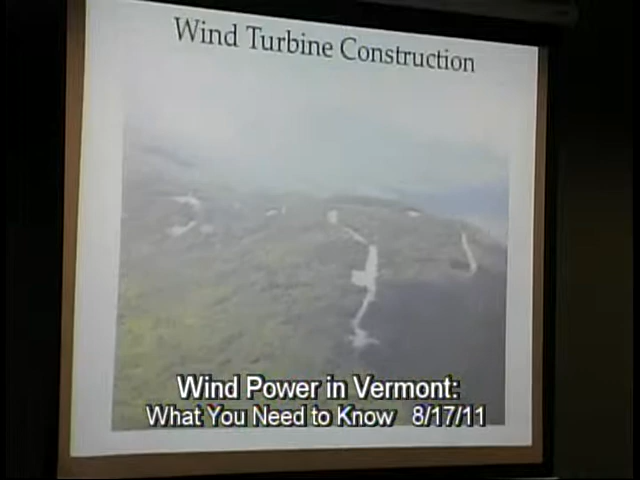 Wind Turbine Construction
Wind Power in Vermont:
What You Need to Know 8/17/11